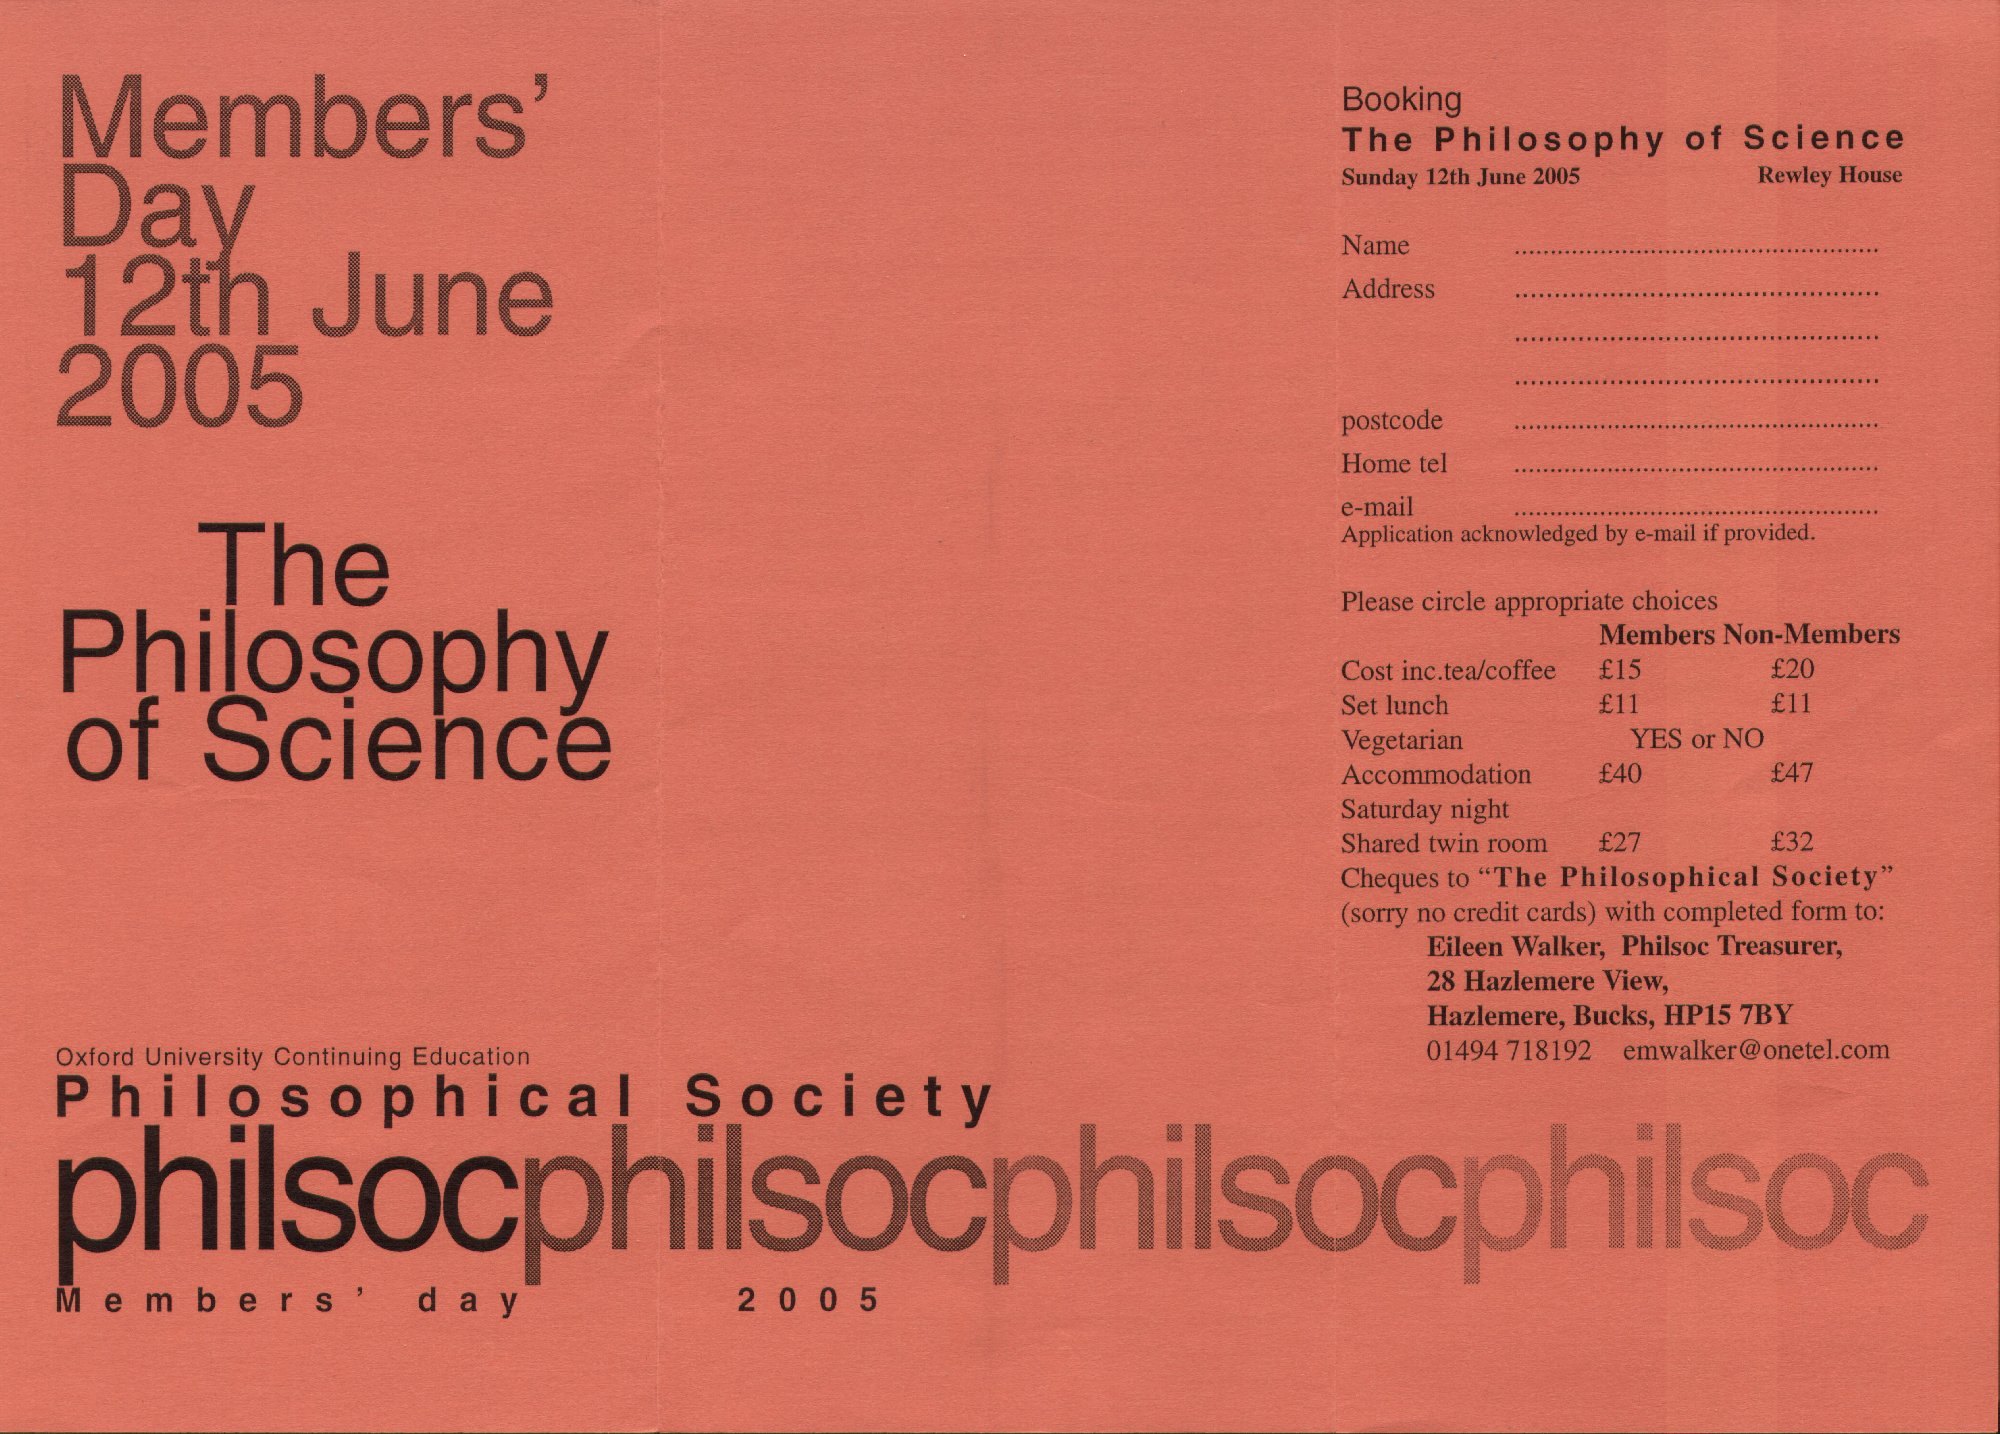 Members'
Day
12th June
2005
The
Philosophy
of Science
Oxford University Continuing Education
Philosophical Society
philsocphilsocphilsocphilsoc
Members' day 2005
Booking
The Philosophy of Science
Sunday 12th June 2005 Rewley House
Name ................................................
Address ................................................
................................................
................................................
postcode ................................................
Home tel ................................................
e-mail ................................................
Application acknowledged by e-mail if provided.
Please circle appropriate choices
Members Non-Members
Cost inc.tea/coffee £15 £20
Set lunch £11 £11
Vegetarian YES or NO
Accommodation £40 £47
Saturday night
Shared twin room £27 £32
Cheques to “The Philosophical Society”
(sorry no credit cards) with completed form to:
Eileen Walker, Philsoc Treasurer,
28 Hazlemere View,
Hazlemere, Bucks, HP15 7BY
01494 718192 emwalker@onetel.com